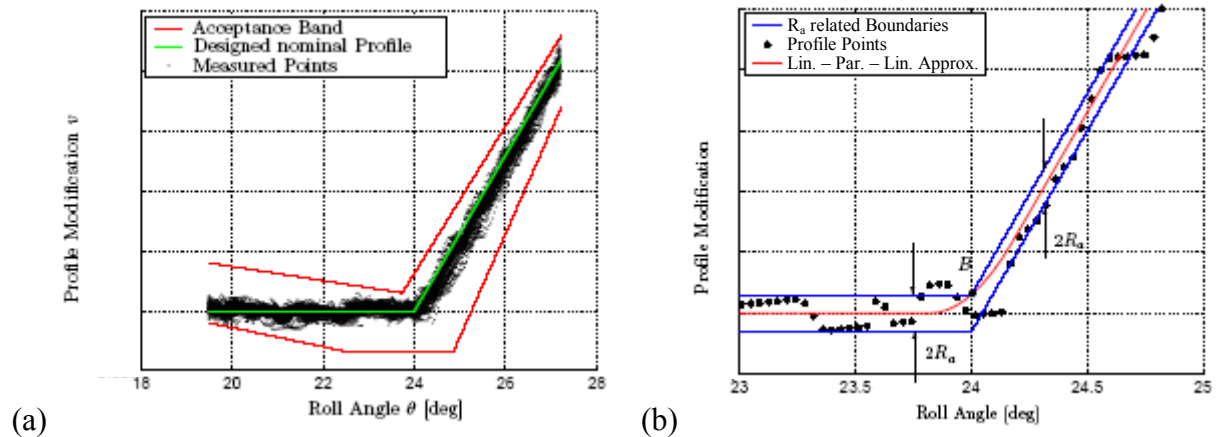 Acceptance Band
Designed nominal Profile
Measured Points
Profile Modification v
18 20 22 24 26 28
Roll Angle θ [deg]
(a)
Rₐ related Boundaries
Profile Points
Lin. – Par. – Lin. Approx.
Profile Modification
B
2Rₐ
2Rₐ
23 23.5 24 24.5 25
Roll Angle [deg]
(b)